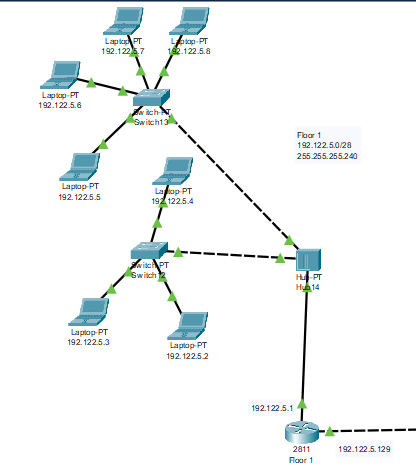 Laptop-PT
192.122.5.7
Laptop-PT
192.122.5.8
Laptop-PT
192.122.5.6
Switch-PT
Switch13
Floor 1
192.122.5.0/28
255.255.255.240
Laptop-PT
192.122.5.5
Laptop-PT
192.122.5.4
Switch-PT
Switch12
Hub-PT
Hub14
Laptop-PT
192.122.5.3
Laptop-PT
192.122.5.2
192.122.5.1
2811
Floor 1
192.122.5.129